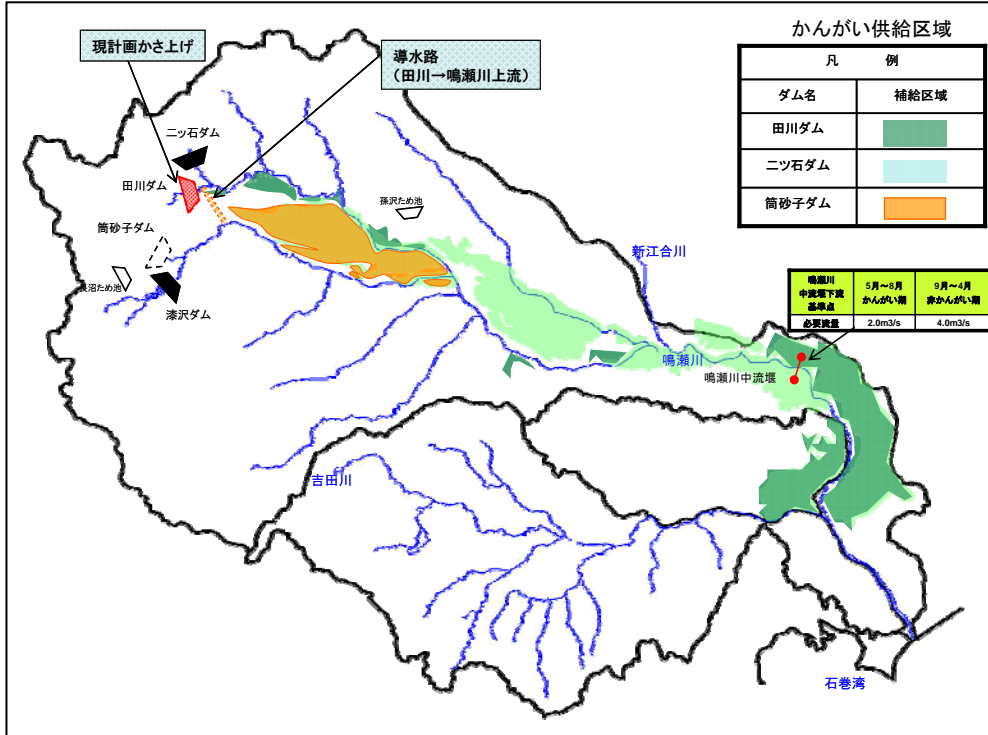 かんがい供給区域
現計画かさ上げ
導水路
（田川→鳴瀬川上流）
凡　例
ダム名　補給区域
田川ダム
二ツ石ダム
筒砂子ダム
二ッ石ダム
田川ダム
孫沢ため池
筒砂子ダム
長沼ため池
漆沢ダム
新江合川
鳴瀬川
中流堰下流
基準点
5月～8月
かんがい期
9月～4月
非かんがい期
必要流量　2.0m3/s　4.0m3/s
鳴瀬川
鳴瀬川中流堰
吉田川
石巻湾